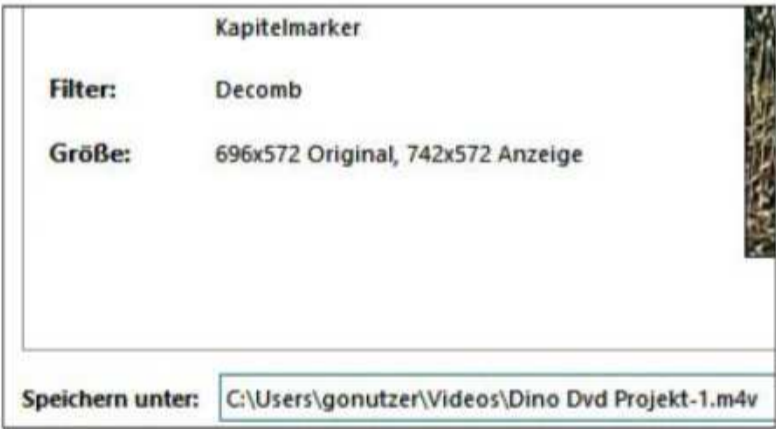 Kapitelmarker
Filter: Decomb
Größe: 696x572 Original, 742x572 Anzeige
Speichern unter: C:\Users\gonutzer\Videos\Dino Dvd Projekt-1.m4v